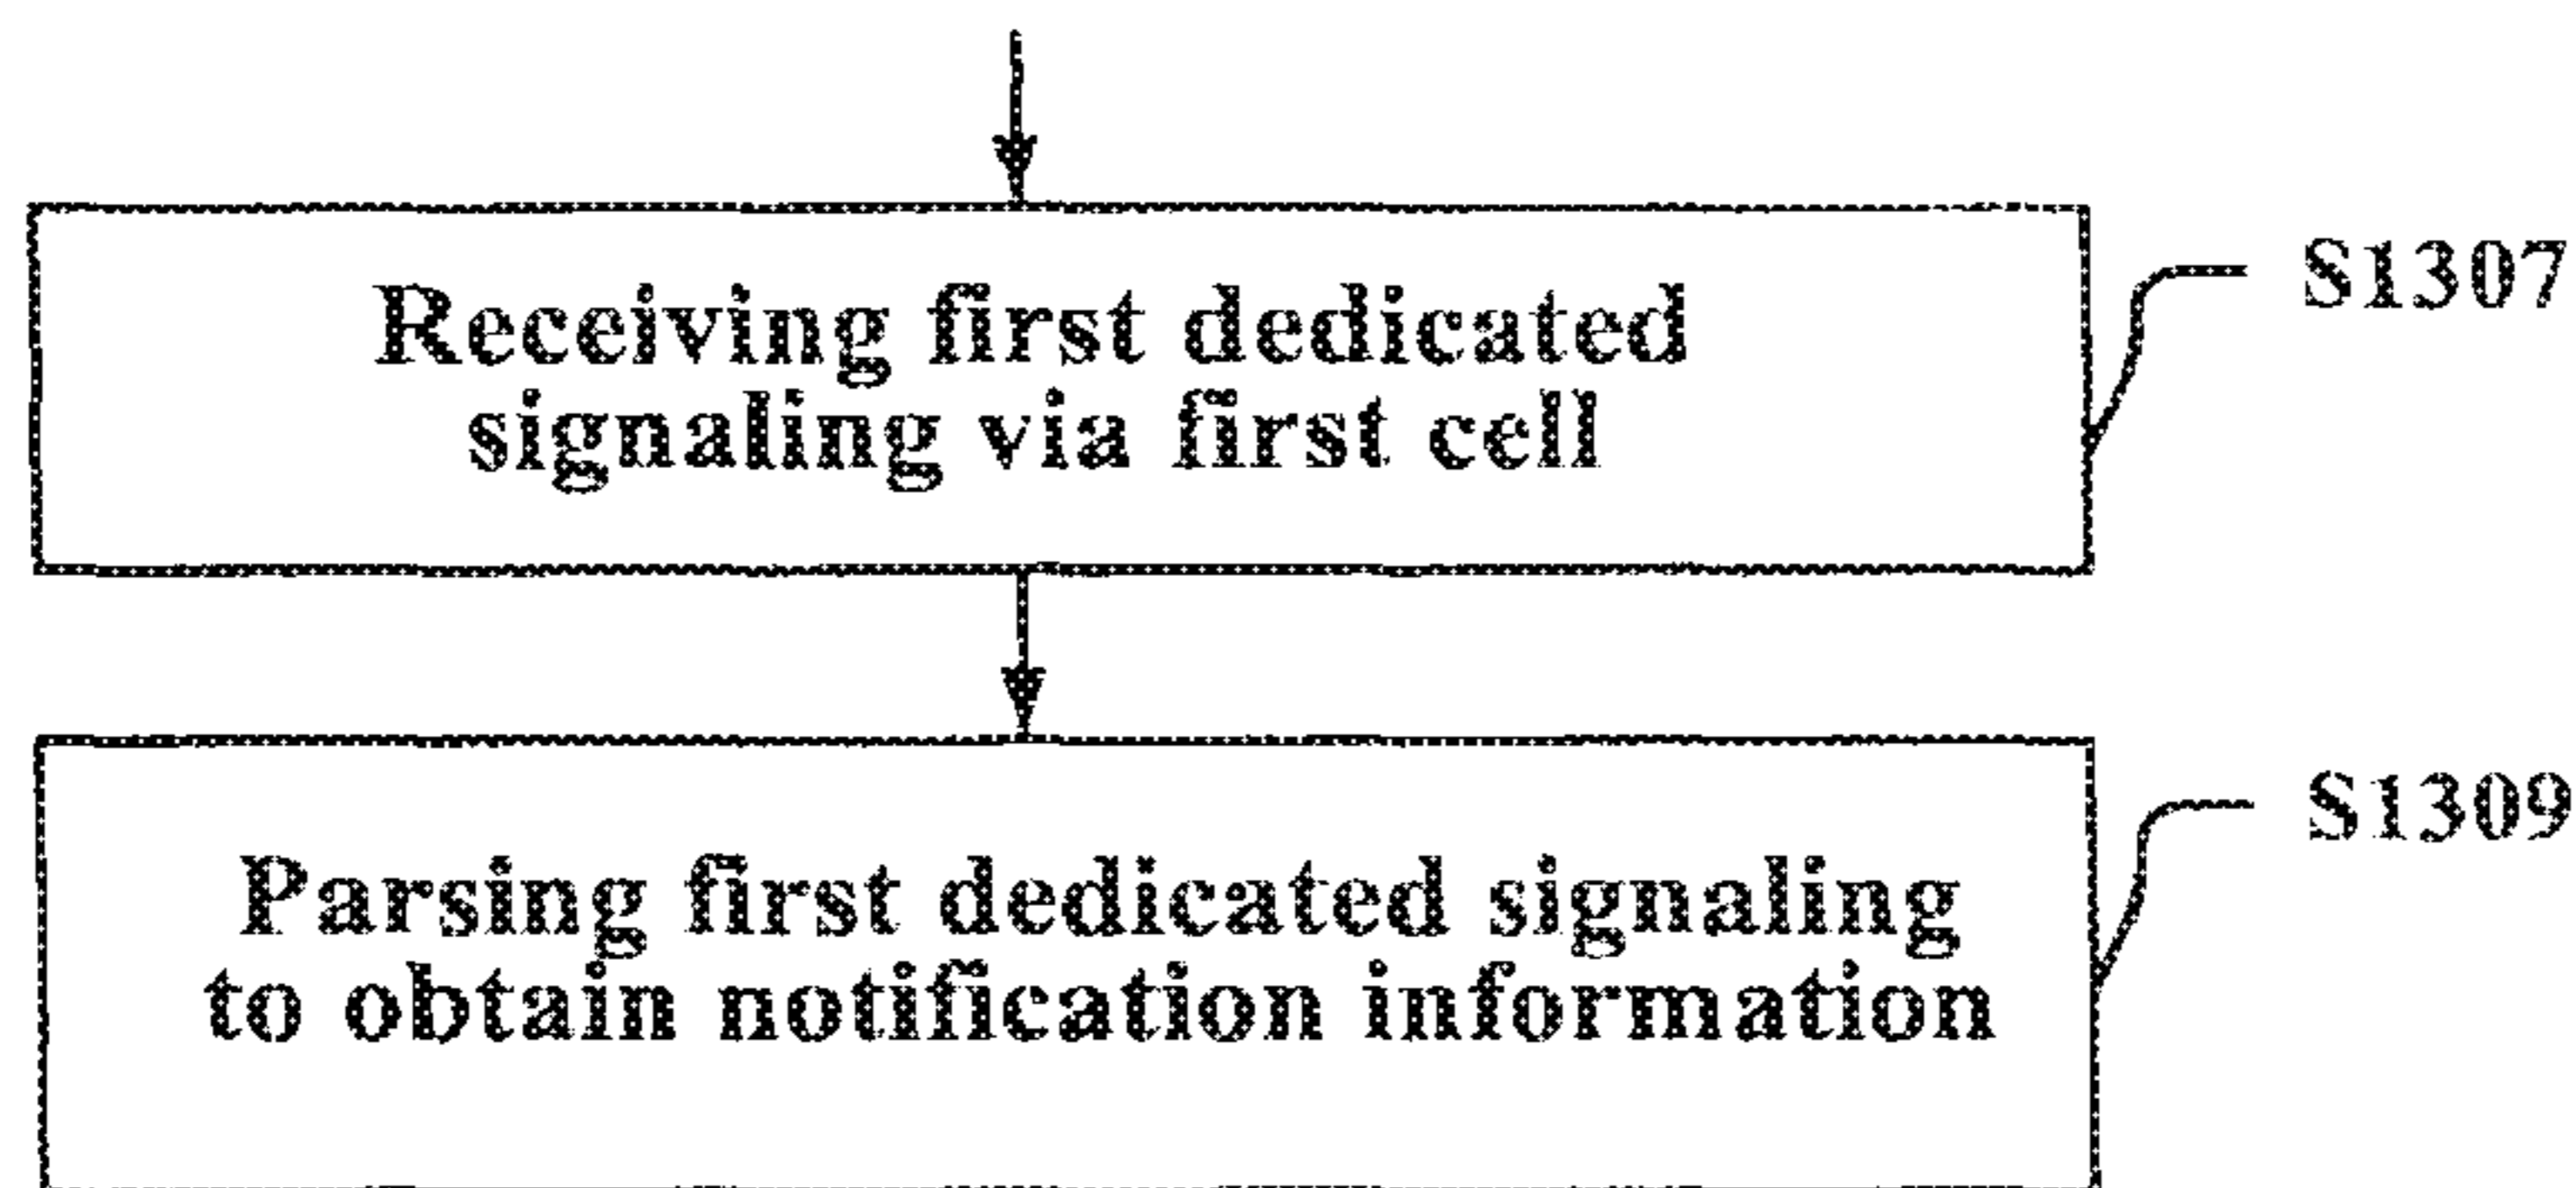 Receiving first dedicated
signaling via first cell
S1307
Parsing first dedicated signaling
to obtain notification information
S1309